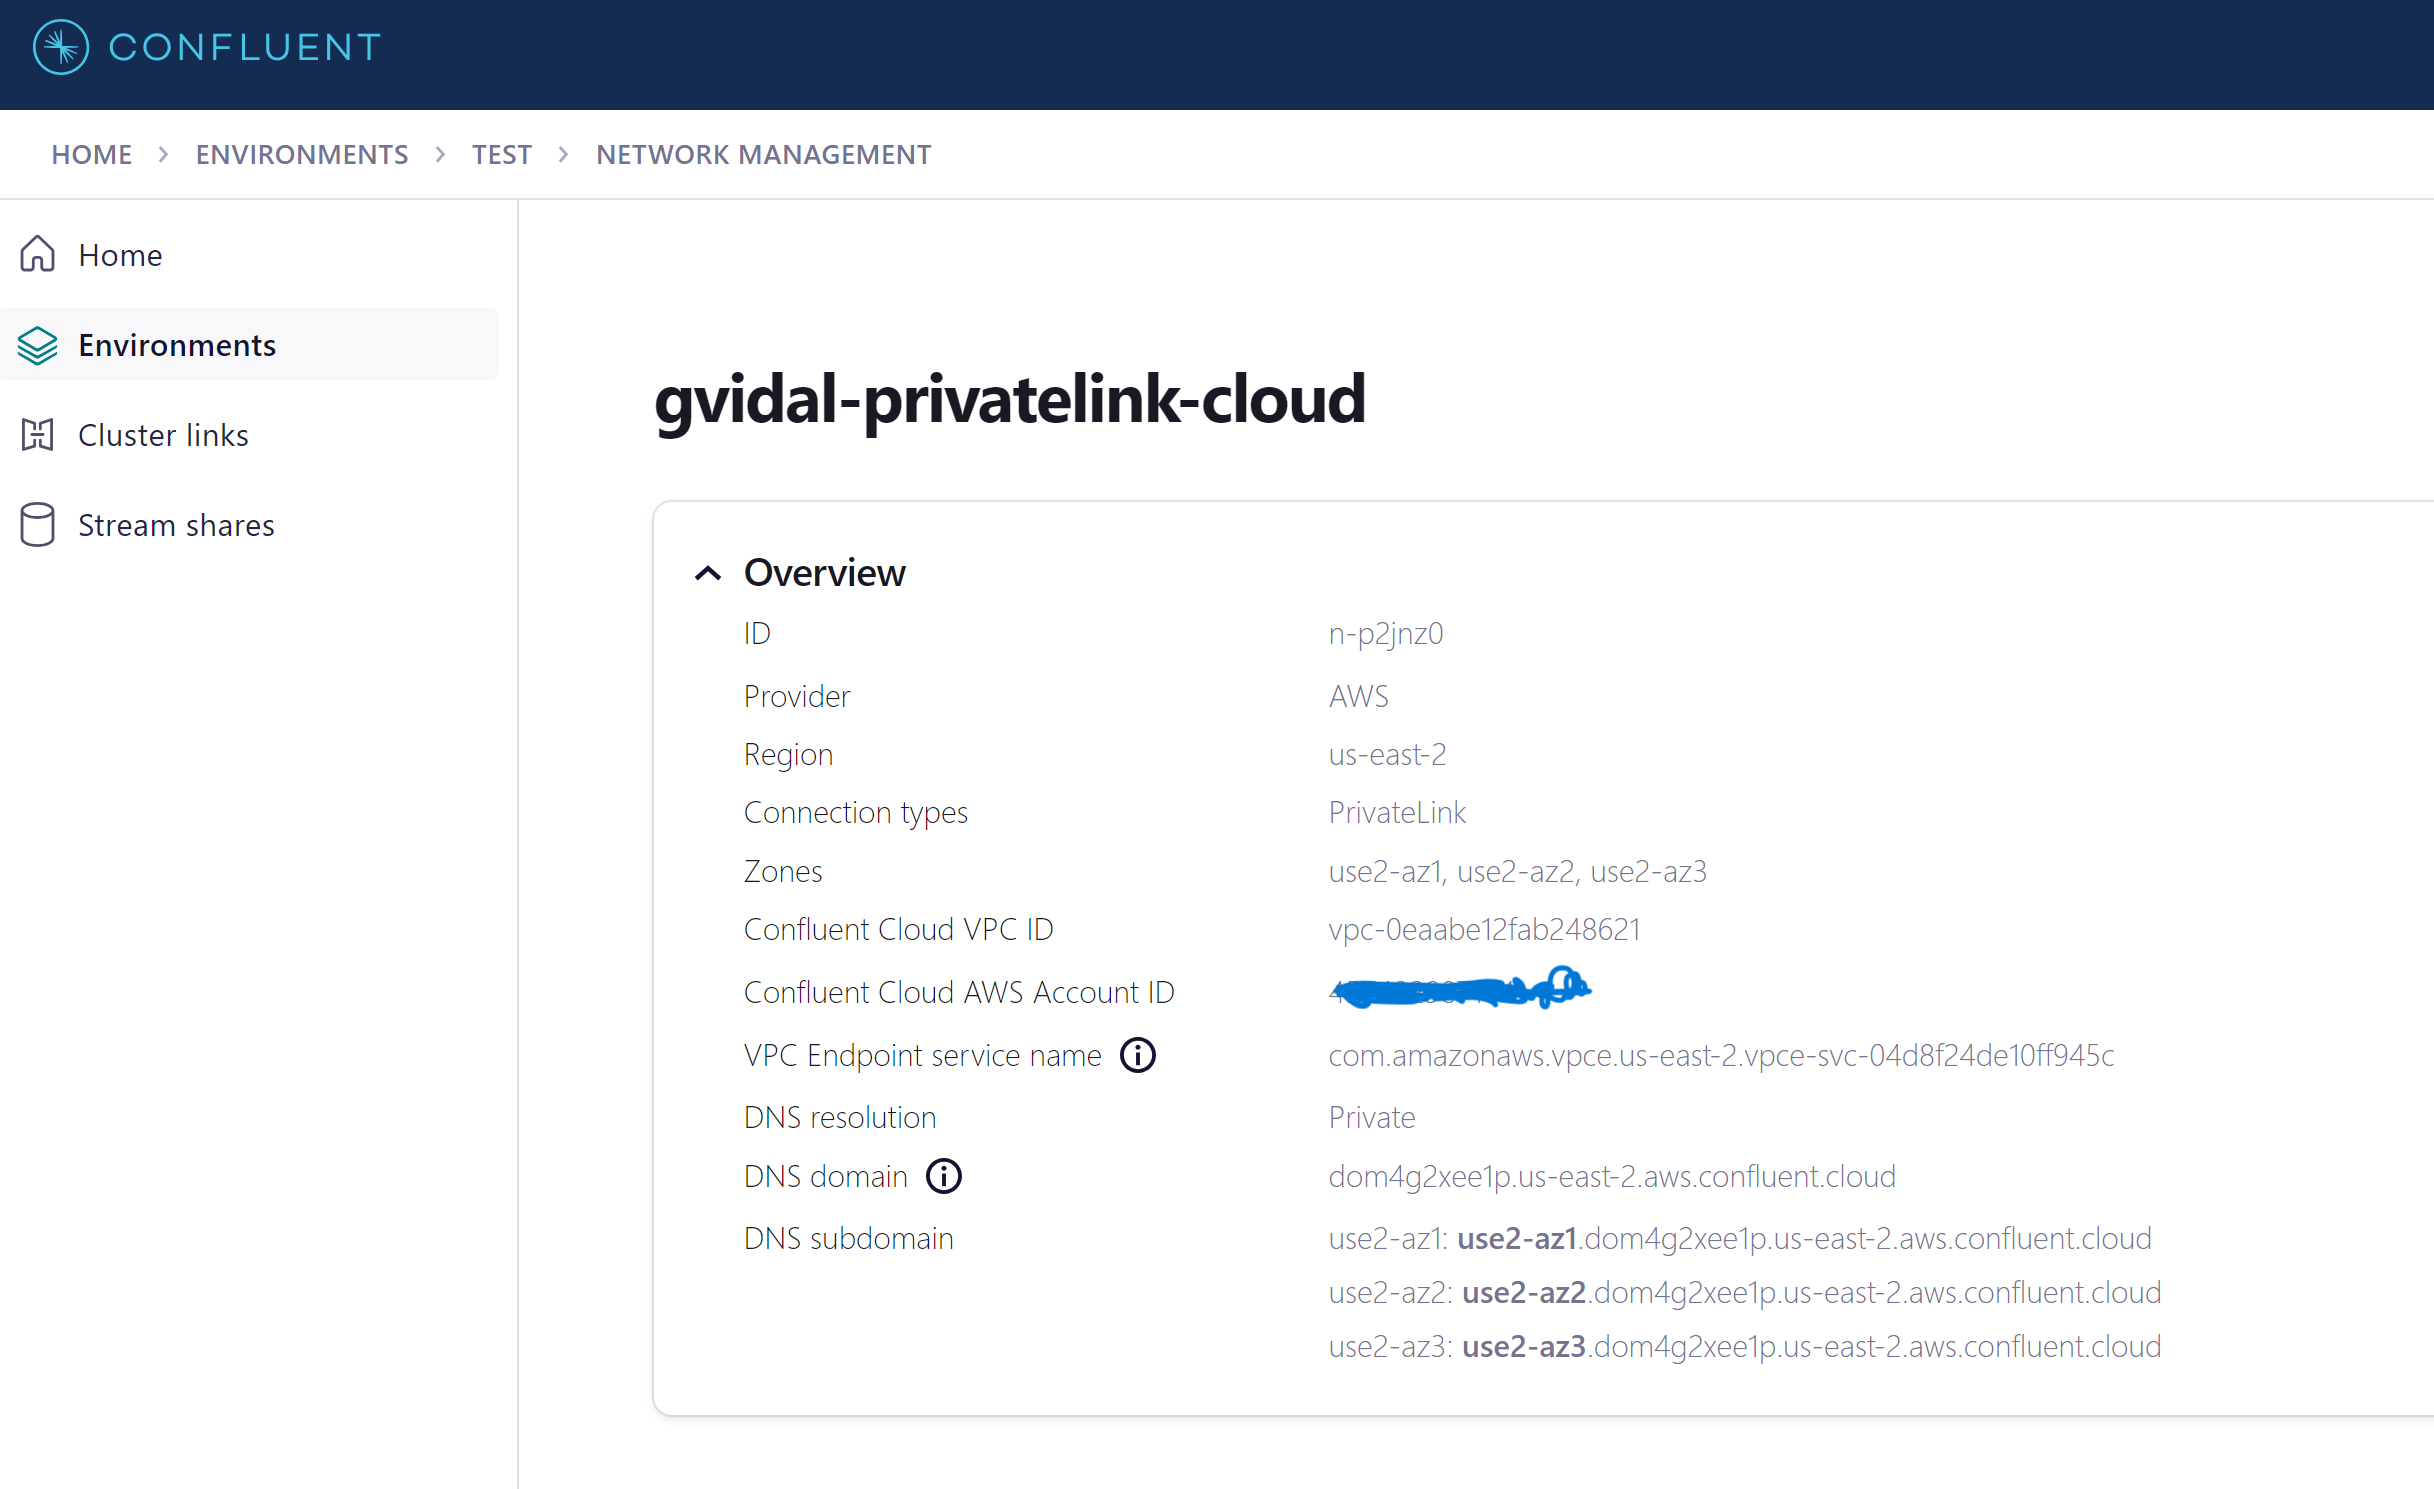 CONFLUENT
HOME > ENVIRONMENTS > TEST > NETWORK MANAGEMENT
Home
Environments
Cluster links
Stream shares
gvidal-privatelink-cloud
Overview
ID n-p2jnz0
Provider AWS
Region us-east-2
Connection types PrivateLink
Zones use2-az1, use2-az2, use2-az3
Confluent Cloud VPC ID vpc-0eaabe12fab248621
Confluent Cloud AWS Account ID
VPC Endpoint service name com.amazonaws.vpce.us-east-2.vpce-svc-04d8f24de10ff945c
DNS resolution Private
DNS domain dom4g2xee1p.us-east-2.aws.confluent.cloud
DNS subdomain use2-az1: use2-az1.dom4g2xee1p.us-east-2.aws.confluent.cloud
use2-az2: use2-az2.dom4g2xee1p.us-east-2.aws.confluent.cloud
use2-az3: use2-az3.dom4g2xee1p.us-east-2.aws.confluent.cloud